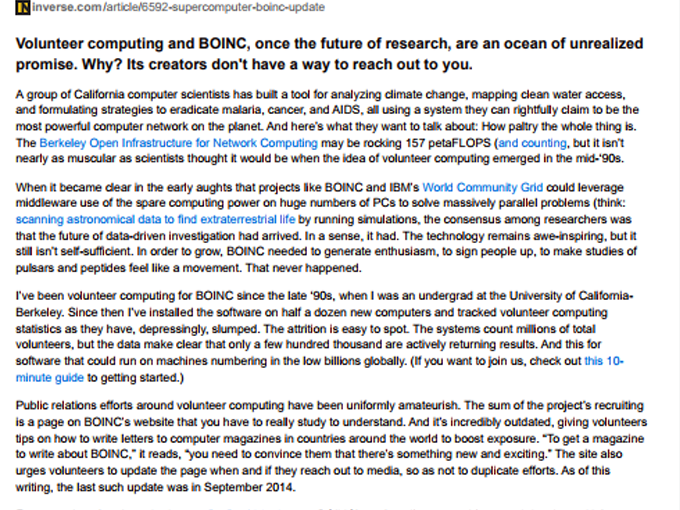 inverse.com/article/6592-supercomputer-boinc-update
Volunteer computing and BOINC, once the future of research, are an ocean of unrealized
promise. Why? Its creators don't have a way to reach out to you.
A group of California computer scientists has built a tool for analyzing climate change, mapping clean water access,
and formulating strategies to eradicate malaria, cancer, and AIDS, all using a system they can rightfully claim to be the
most powerful computer network on the planet. And here's what they want to talk about: How paltry the whole thing is.
The Berkeley Open Infrastructure for Network Computing may be rocking 157 petaFLOPS (and counting, but it isn't
nearly as muscular as scientists thought it would be when the idea of volunteer computing emerged in the mid-'90s.
When it became clear in the early aughts that projects like BOINC and IBM's World Community Grid could leverage
middleware use of the spare computing power on huge numbers of PCs to solve massively parallel problems (think:
scanning astronomical data to find extraterrestrial life by running simulations, the consensus among researchers was
that the future of data-driven investigation had arrived. In a sense, it had. The technology remains awe-inspiring, but it
still isn't self-sufficient. In order to grow, BOINC needed to generate enthusiasm, to sign people up, to make studies of
pulsars and peptides feel like a movement. That never happened.
I've been volunteer computing for BOINC since the late '90s, when I was an undergrad at the University of California-
Berkeley. Since then I've installed the software on half a dozen new computers and tracked volunteer computing
statistics as they have, depressingly, slumped. The attrition is easy to spot. The systems count millions of total
volunteers, but the data make clear that only a few hundred thousand are actively returning results. And this for
software that could run on machines numbering in the low billions globally. (If you want to join us, check out this 10-
minute guide to getting started.)
Public relations efforts around volunteer computing have been uniformly amateurish. The sum of the project's recruiting
is a page on BOINC's website that you have to really study to understand. And it's incredibly outdated, giving volunteers
tips on how to write letters to computer magazines in countries around the world to boost exposure. "To get a magazine
to write about BOINC," it reads, "you need to convince them that there's something new and exciting." The site also
urges volunteers to update the page when and if they reach out to media, so as not to duplicate efforts. As of this
writing, the last such update was in September 2014.